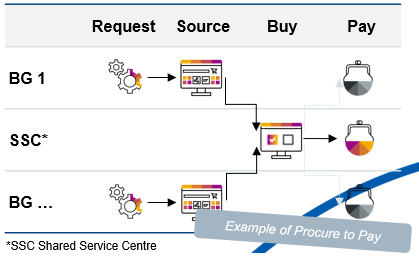 Request Source Buy Pay
BG 1
SSC*
BG ...
Example of Procure to Pay
*SSC Shared Service Centre